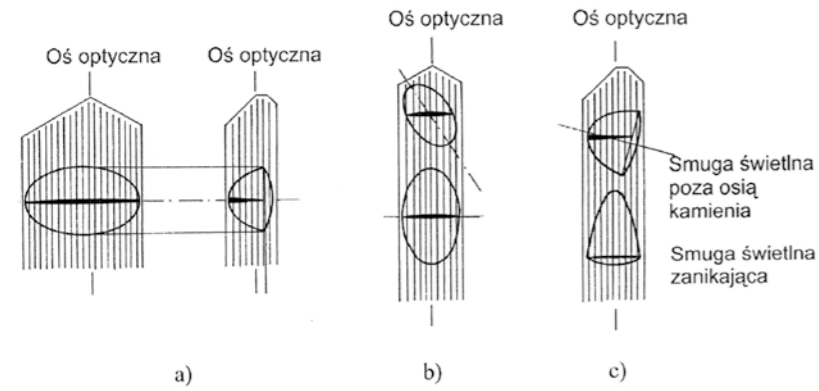 Oś optyczna
Oś optyczna
Oś optyczna
Oś optyczna
Smuga świetlna
poza osią
kamienia
Smuga świetlna
zanikająca
a)
b)
c)